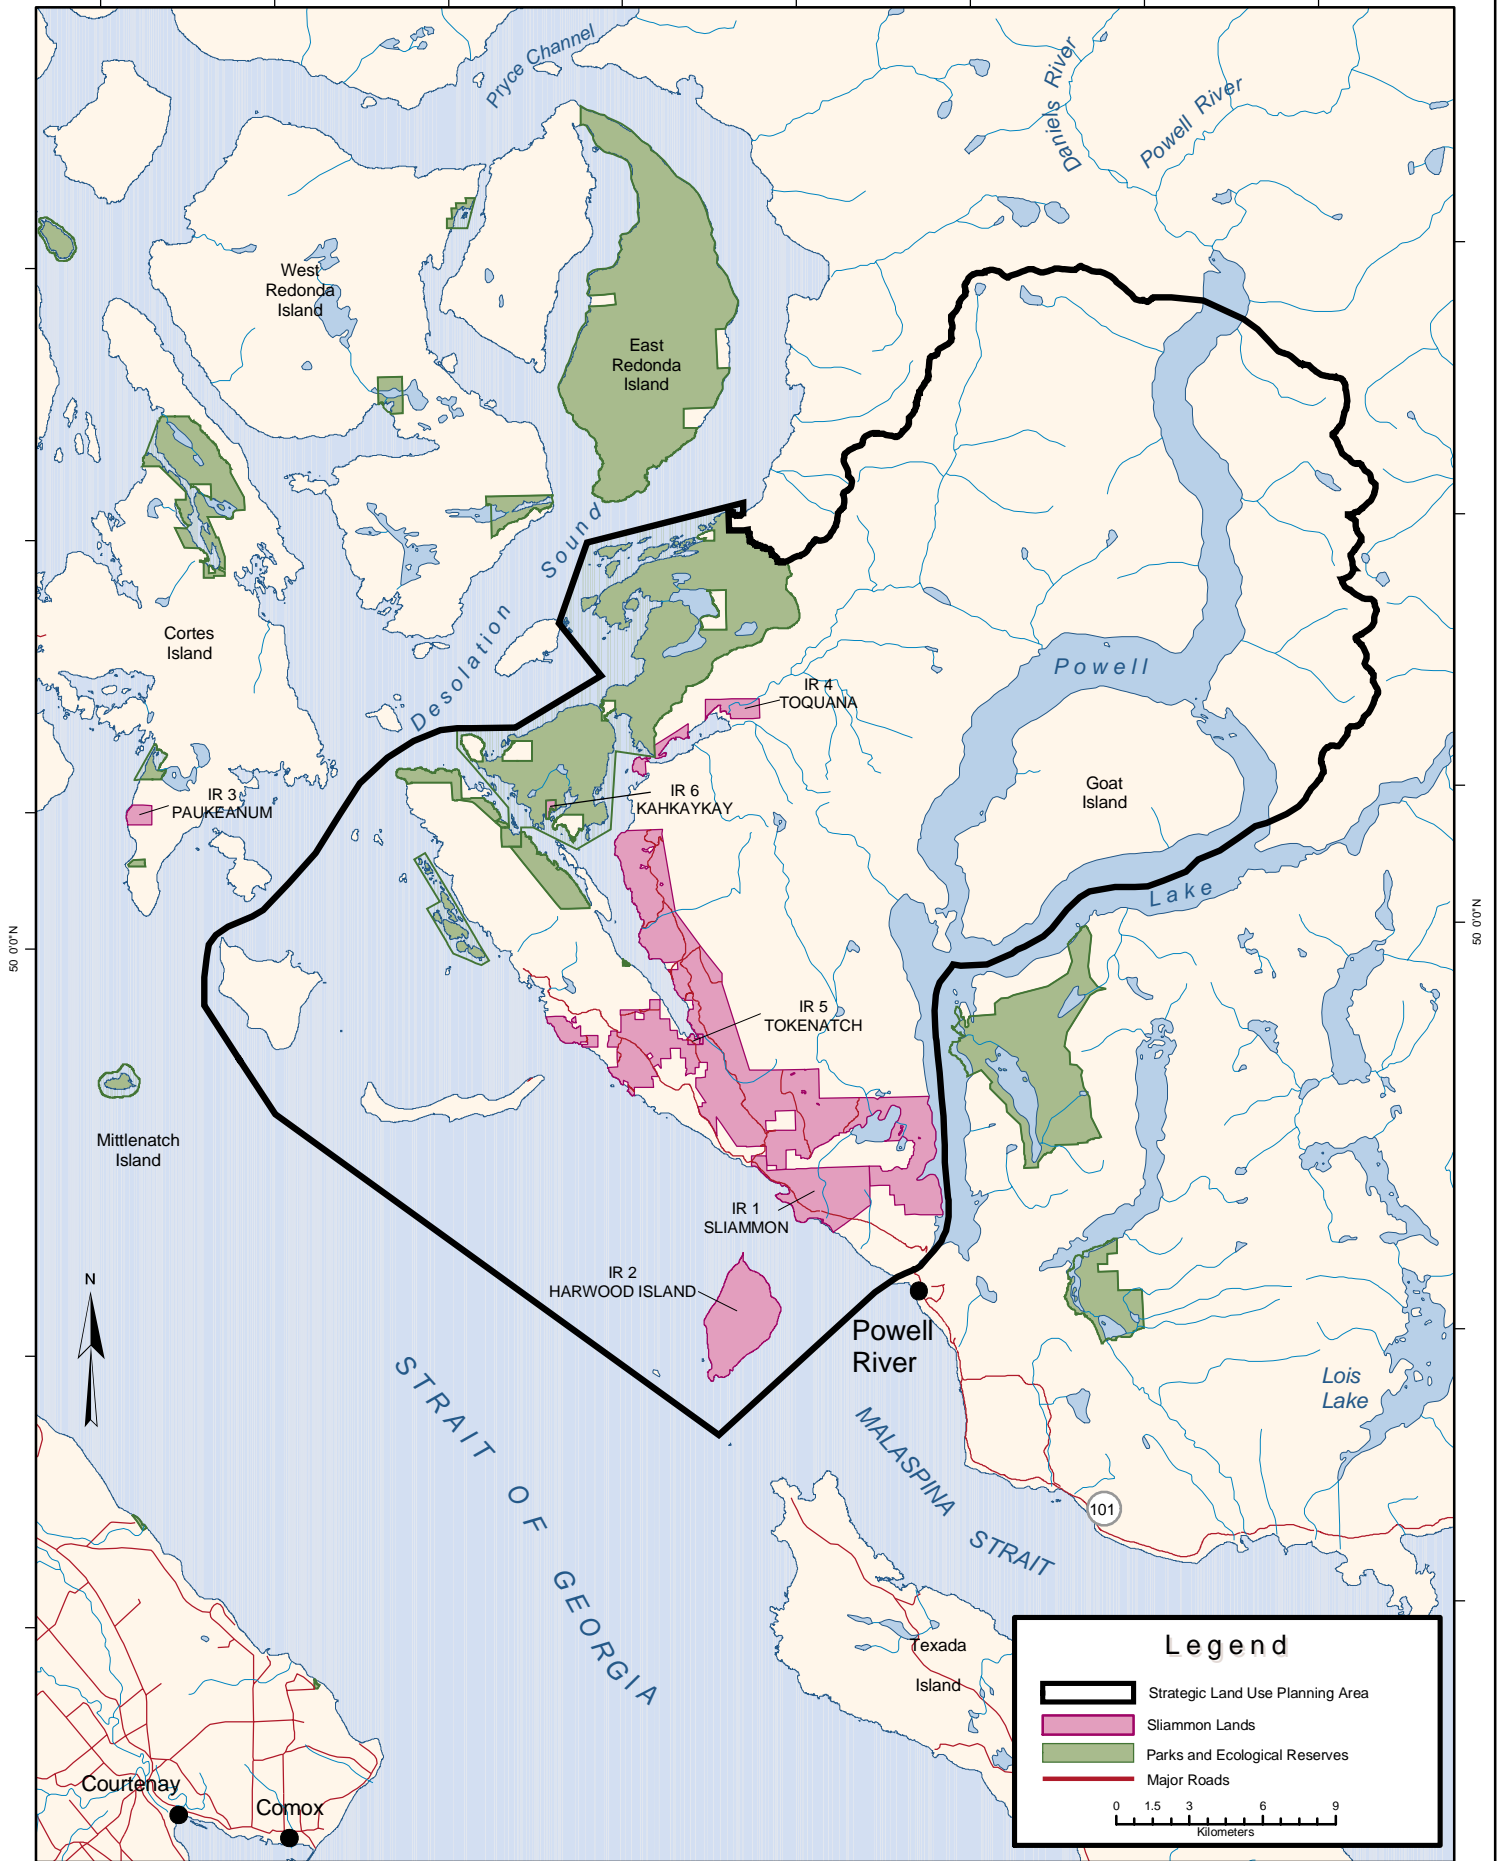 Pryce Channel
Daniels River
Powell River
West
Redonda
Island
East
Redonda
Island
Desolation Sound
Cortes
Island
Powell
IR 4
TOQUANA
Goat
Island
IR 3
PAUKEANUM
IR 6
KAHKAYKAY
Lake
50 0'0"N
50 0'0"N
IR 5
TOKENATCH
Mittlenatch
Island
IR 1
SLIAMMON
IR 2
HARWOOD ISLAND
N
Powell
River
Lois
Lake
STRAIT OF GEORGIA
MALASPINA STRAIT
101
Texada
Island
Courtenay
Comox
Legend
Strategic Land Use Planning Area
Sliammon Lands
Parks and Ecological Reserves
Major Roads
0 1.5 3 6 9
Kilometers